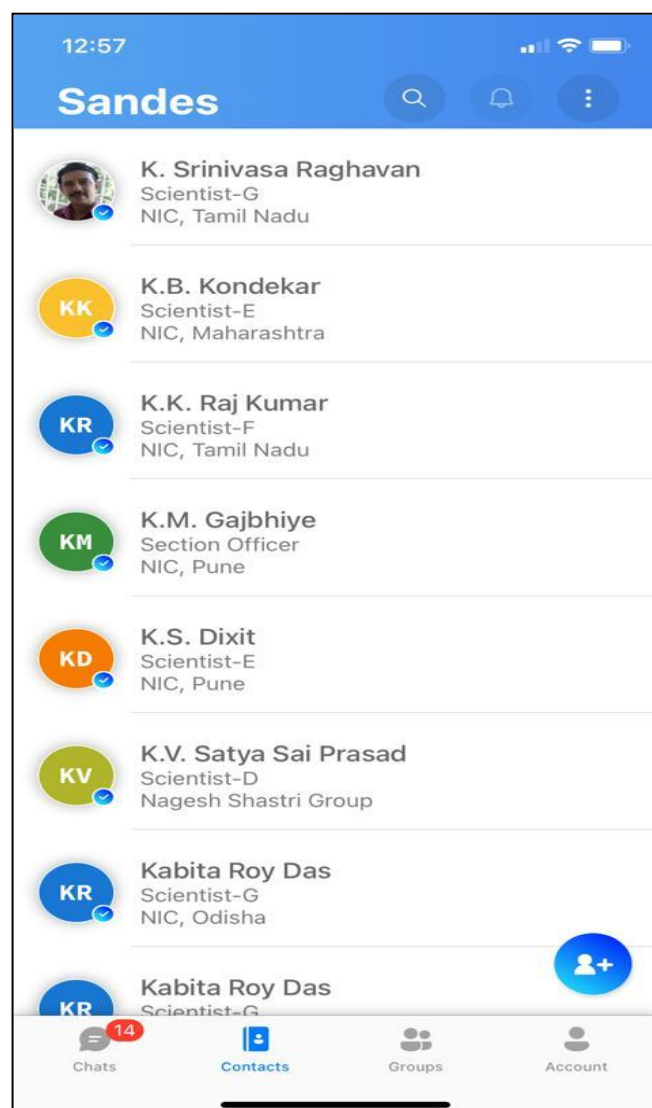 12:57
Sandes
K. Srinivasa Raghavan
Scientist-G
NIC, Tamil Nadu
KK
K.B. Kondekar
Scientist-E
NIC, Maharashtra
KR
K.K. Raj Kumar
Scientist-F
NIC, Tamil Nadu
KM
K.M. Gajbhiye
Section Officer
NIC, Pune
KD
K.S. Dixit
Scientist-E
NIC, Pune
KV
K.V. Satya Sai Prasad
Scientist-D
Nagesh Shastri Group
KR
Kabita Roy Das
Scientist-G
NIC, Odisha
KR
Kabita Roy Das
Scientist-G
14
Chats
Contacts
Groups
Account